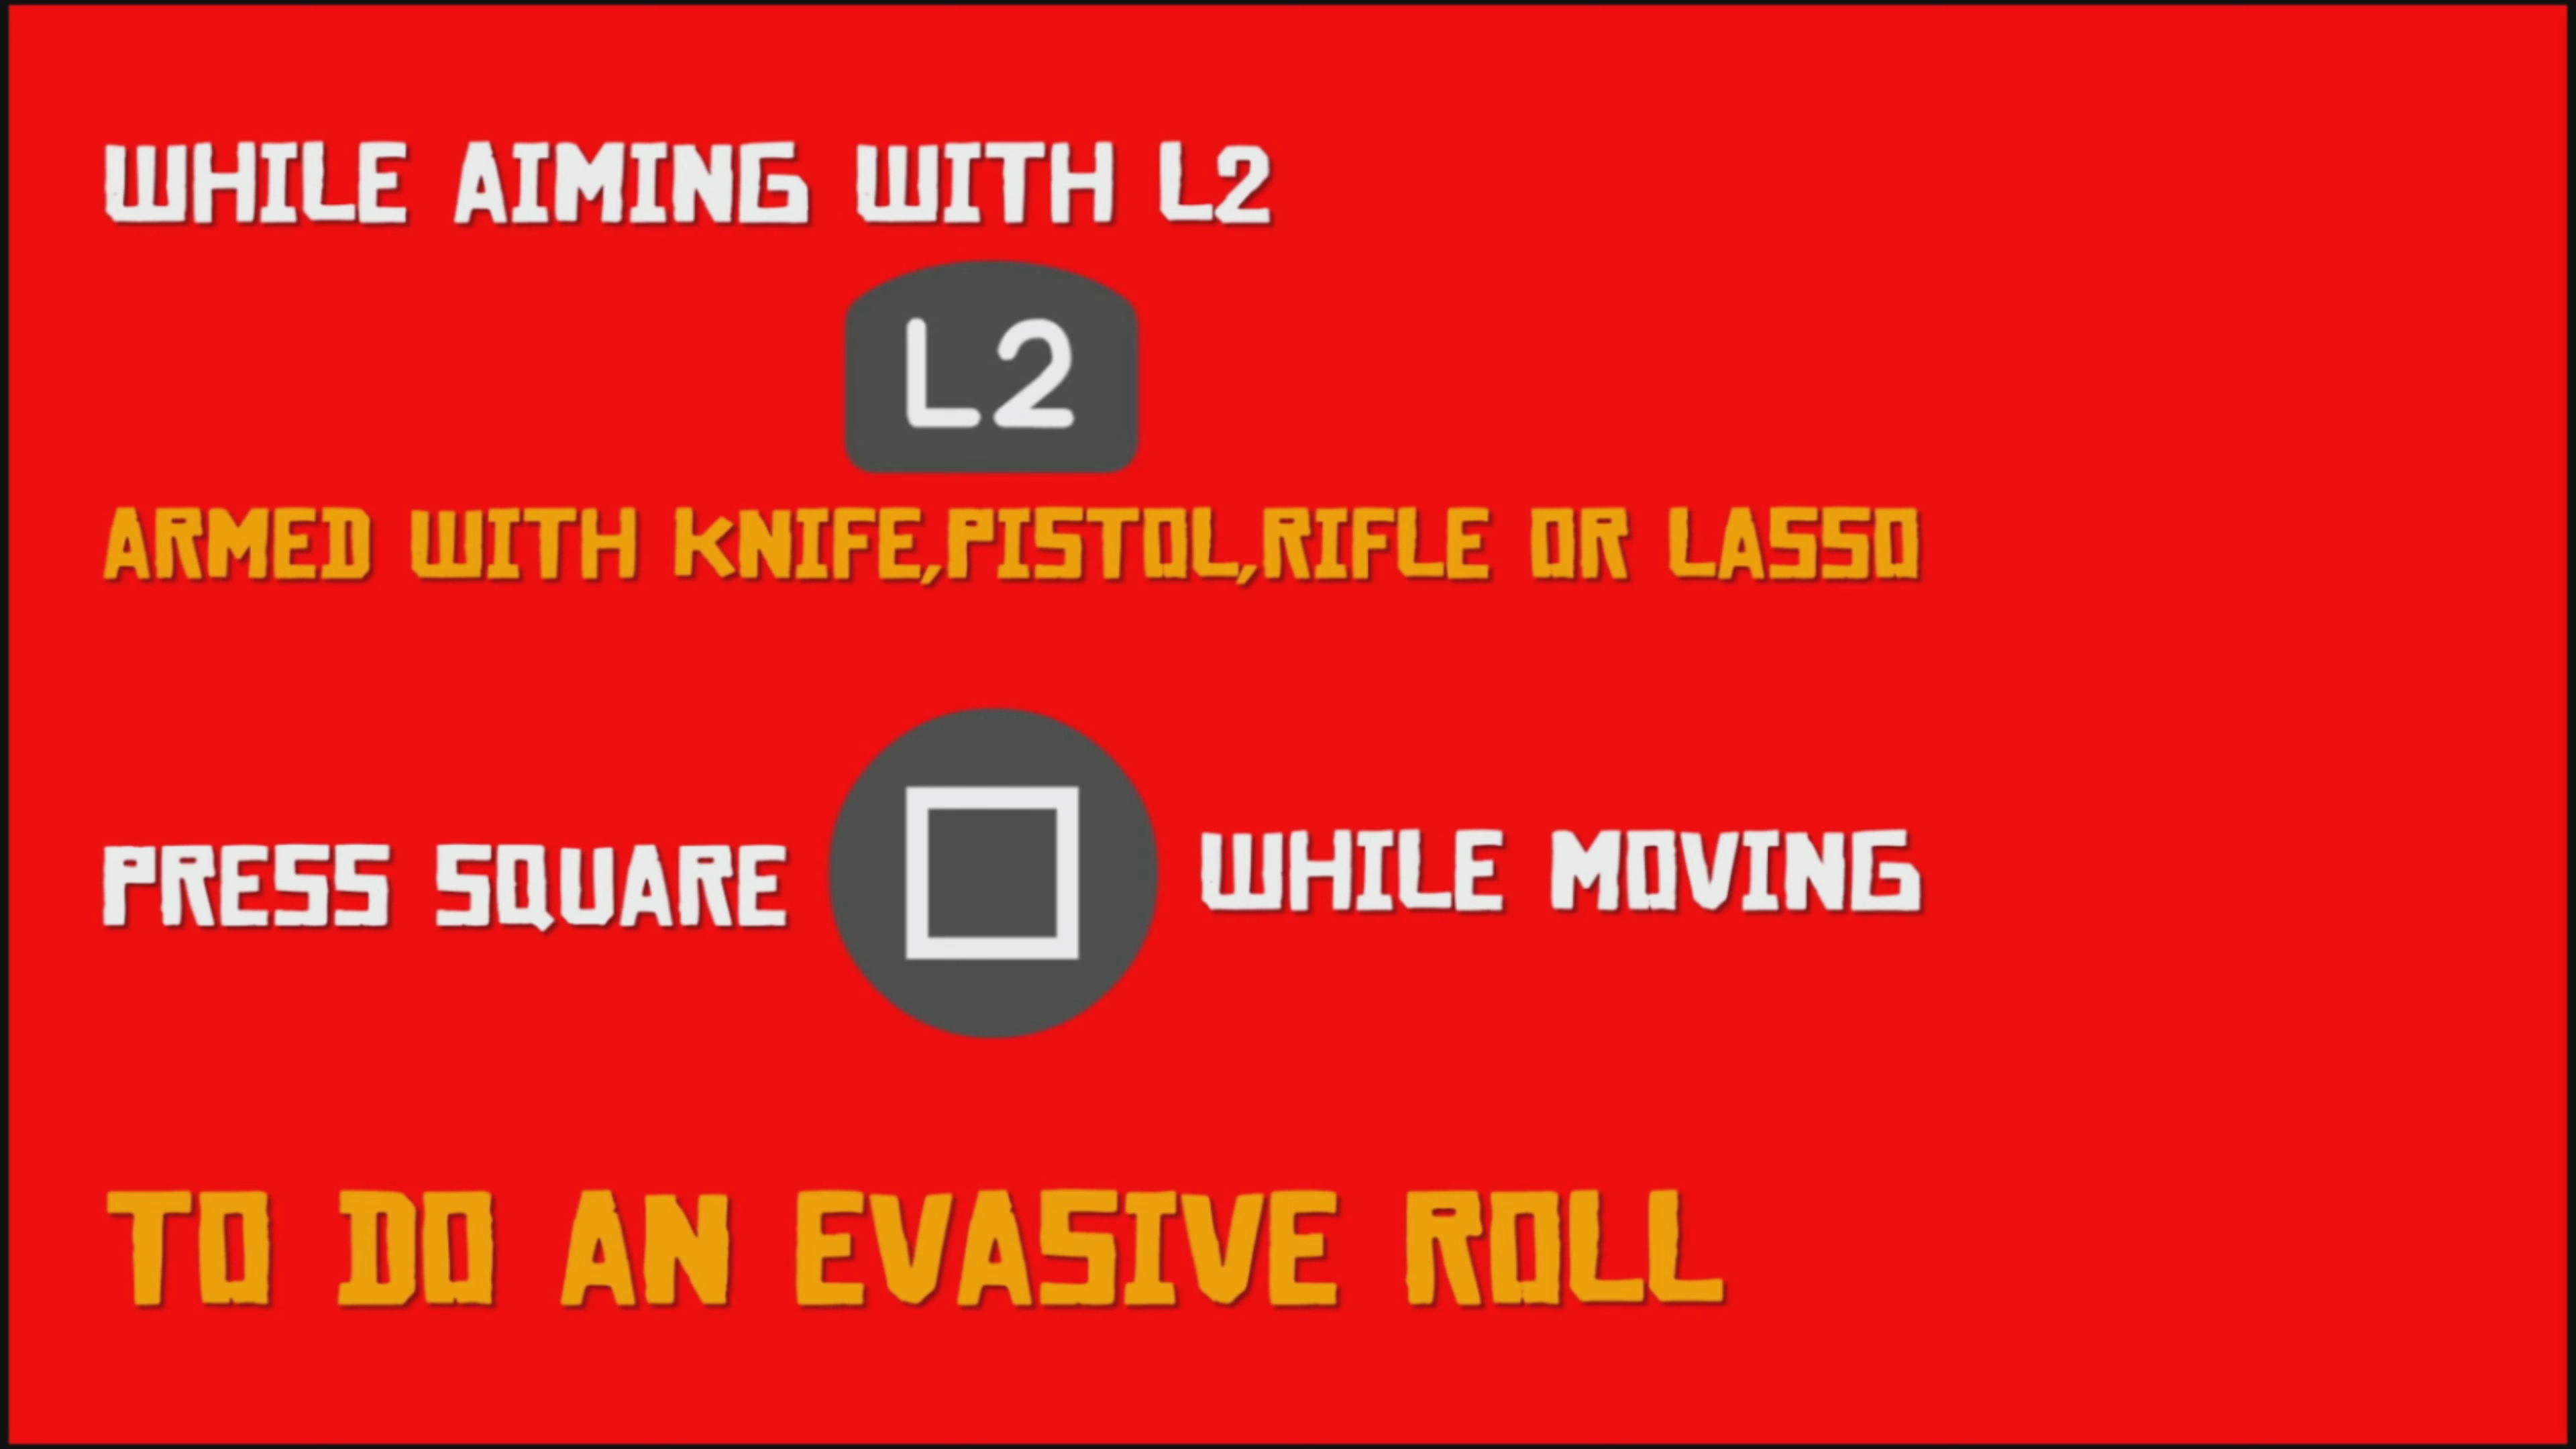 WHILE AIMING WITH L2
L2
ARMED WITH KNIFE,PISTOL,RIFLE OR LASSO
PRESS SQUARE WHILE MOVING
TO DO AN EVASIVE ROLL